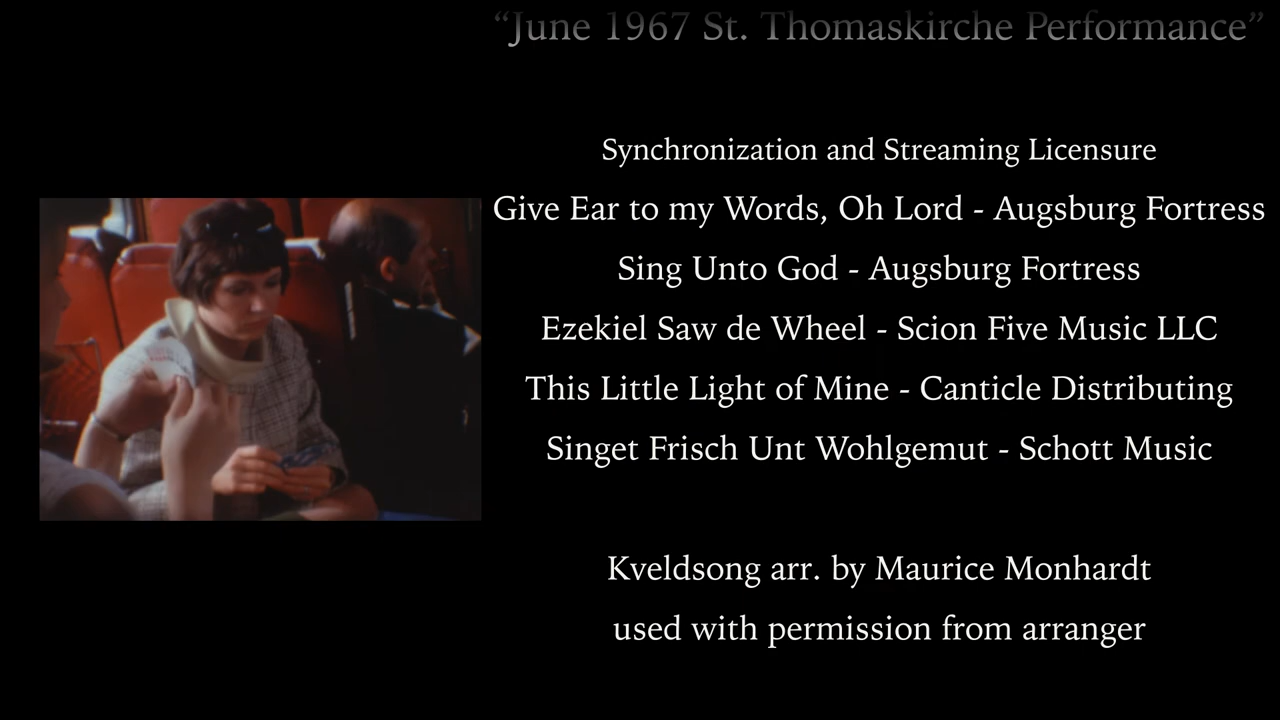 “June 1967 St. Thomaskirche Performance”
Synchronization and Streaming Licensure
Give Ear to my Words, Oh Lord - Augsburg Fortress
Sing Unto God - Augsburg Fortress
Ezekiel Saw de Wheel - Scion Five Music LLC
This Little Light of Mine - Canticle Distributing
Singet Frisch Unt Wohlgemut - Schott Music
Kveldsong arr. by Maurice Monhardt
used with permission from arranger